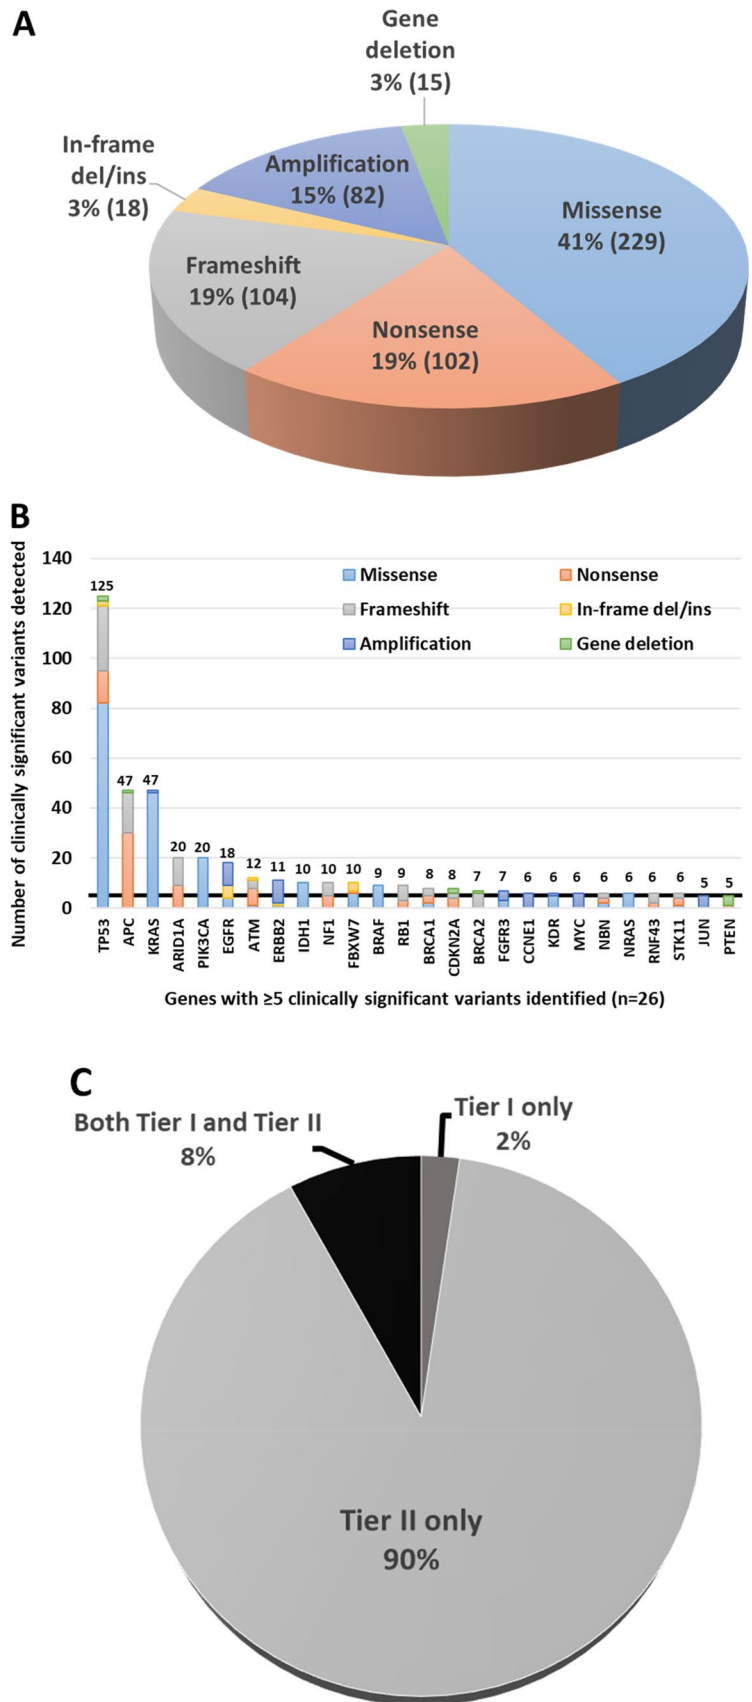 A
Gene
deletion
3% (15)
In-frame
del/ins
3% (18)
Amplification
15% (82)
Missense
41% (229)
Frameshift
19% (104)
Nonsense
19% (102)
B
Number of clinically significant variants detected
140
120
100
80
60
40
20
0
Missense
Nonsense
Frameshift
In-frame del/ins
Amplification
Gene deletion
125
47
47
20
20
18
12
11
10
10
10
9
9
8
8
7
7
6
6
6
6
6
6
6
5
5
TP53
APC
KRAS
ARID1A
PIK3CA
EGFR
ATM
ERBB2
IDH1
NF1
FBXW7
BRAF
RB1
BRCA1
CDKN2A
BRCA2
FGFR3
CCNE1
KDR
MYC
NBN
NRAS
RNF43
STK11
JUN
PTEN
Genes with ≥5 clinically significant variants identified (n=26)
C
Both Tier I and Tier II
8%
Tier I only
2%
Tier II only
90%